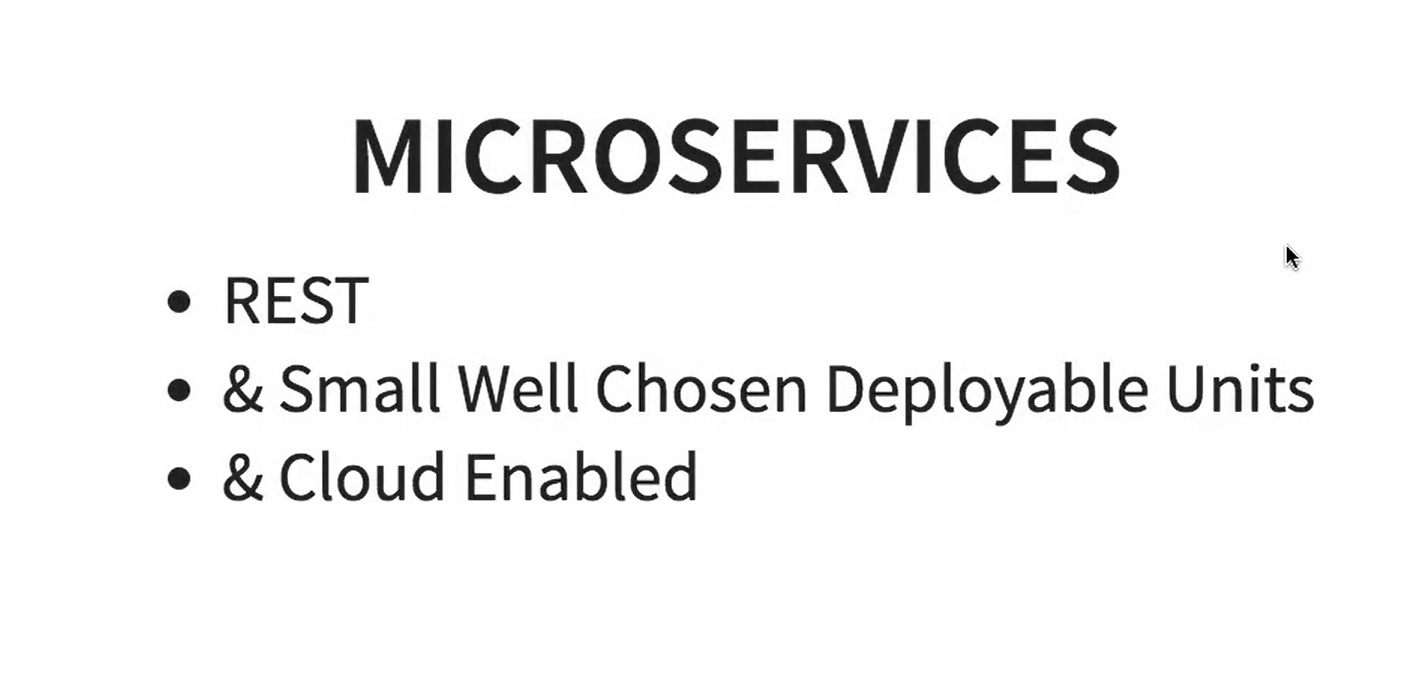 MICROSERVICES
REST
& Small Well Chosen Deployable Units
& Cloud Enabled